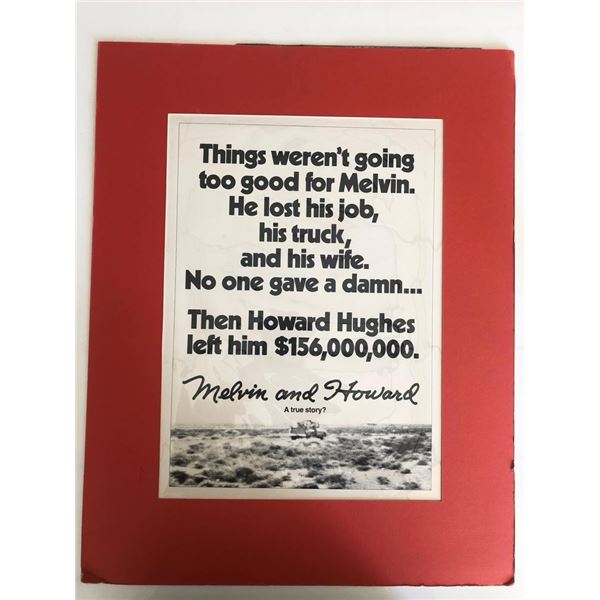 Things weren't going
too good for Melvin.
He lost his job,
his truck,
and his wife.
No one gave a damn...
Then Howard Hughes
left him $156,000,000.
Melvin and Howard
A true story?